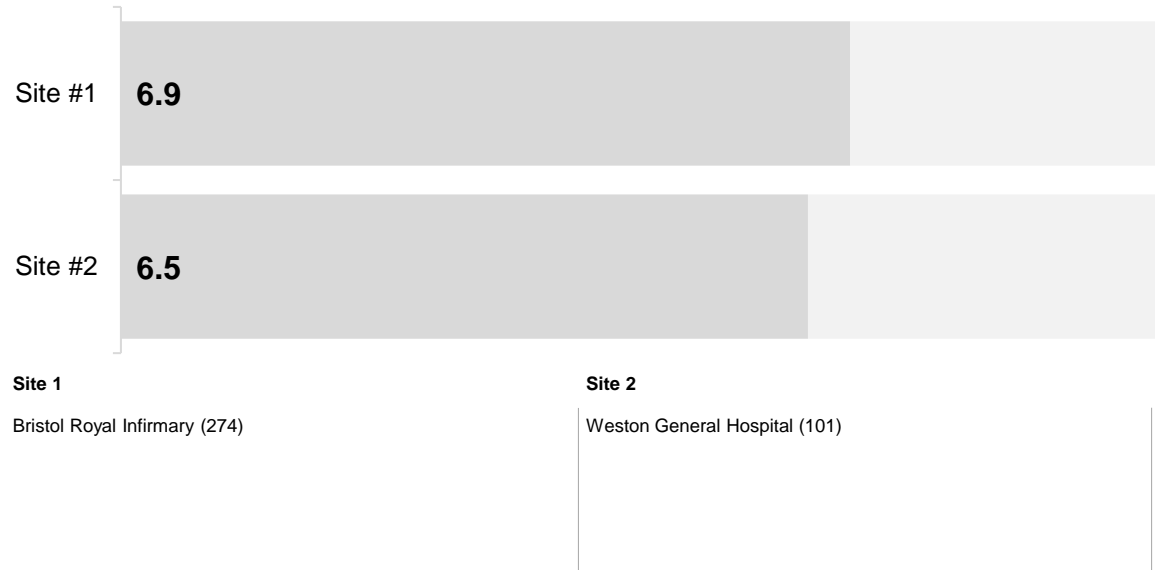 Site #1
6.9
Site #2
6.5
Site 1
Site 2
Bristol Royal Infirmary (274)
Weston General Hospital (101)